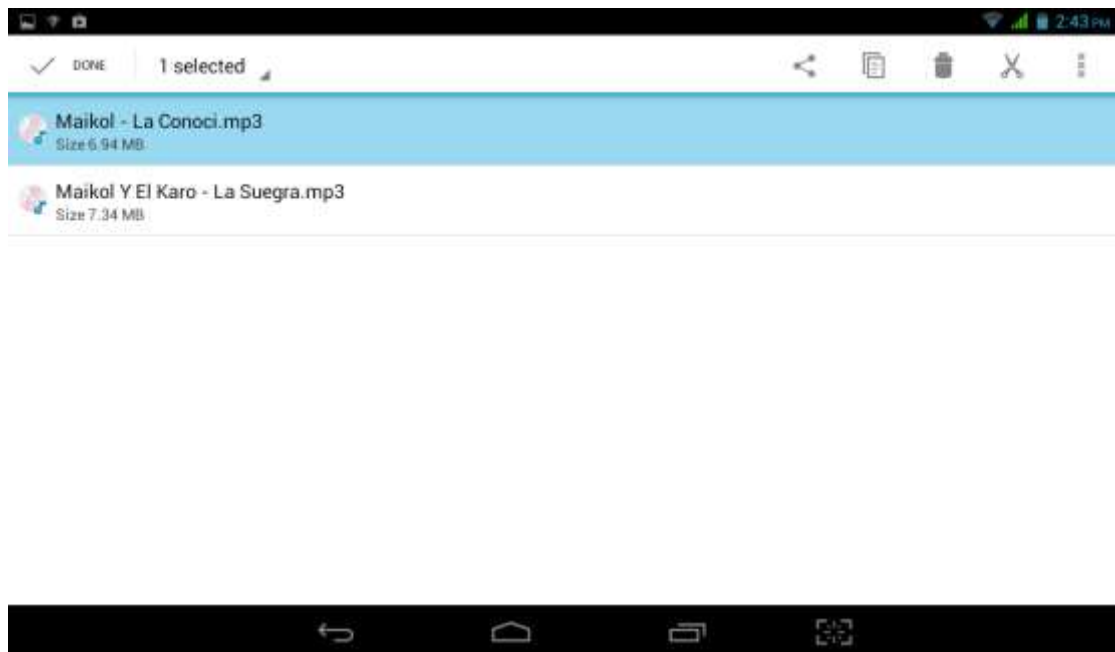 2:43 PM
DONE
1 selected
Maikol - La Conoci.mp3
Size 6.94 MB
Maikol Y El Karo - La Suegra.mp3
Size 7.34 MB